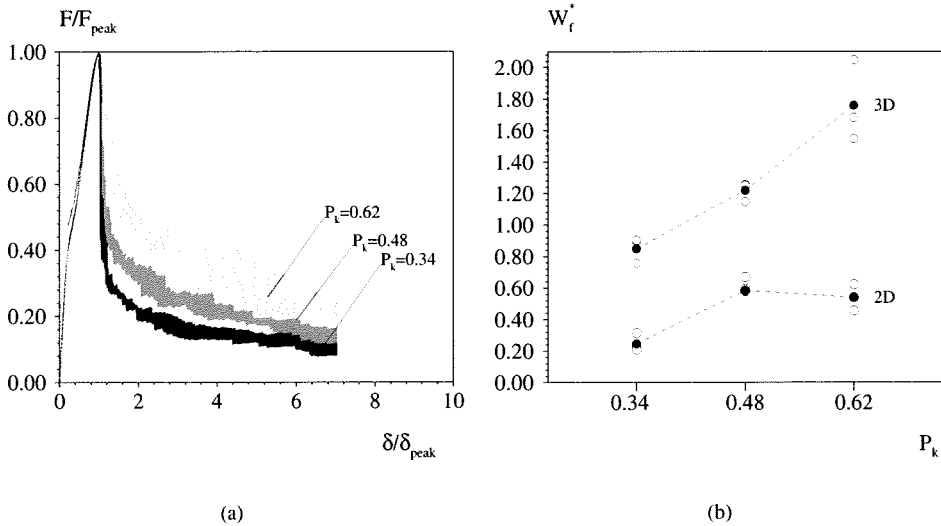 F/F_peak
1.00
0.80
0.60
0.40
0.20
0.00
P_k=0.62
P_k=0.48
P_k=0.34
0 2 4 6 8 10
δ/δ_peak
(a)
W_f^*
2.00
1.80
1.60
1.40
1.20
1.00
0.80
0.60
0.40
0.20
0.00
3D
2D
0.34 0.48 0.62
P_k
(b)